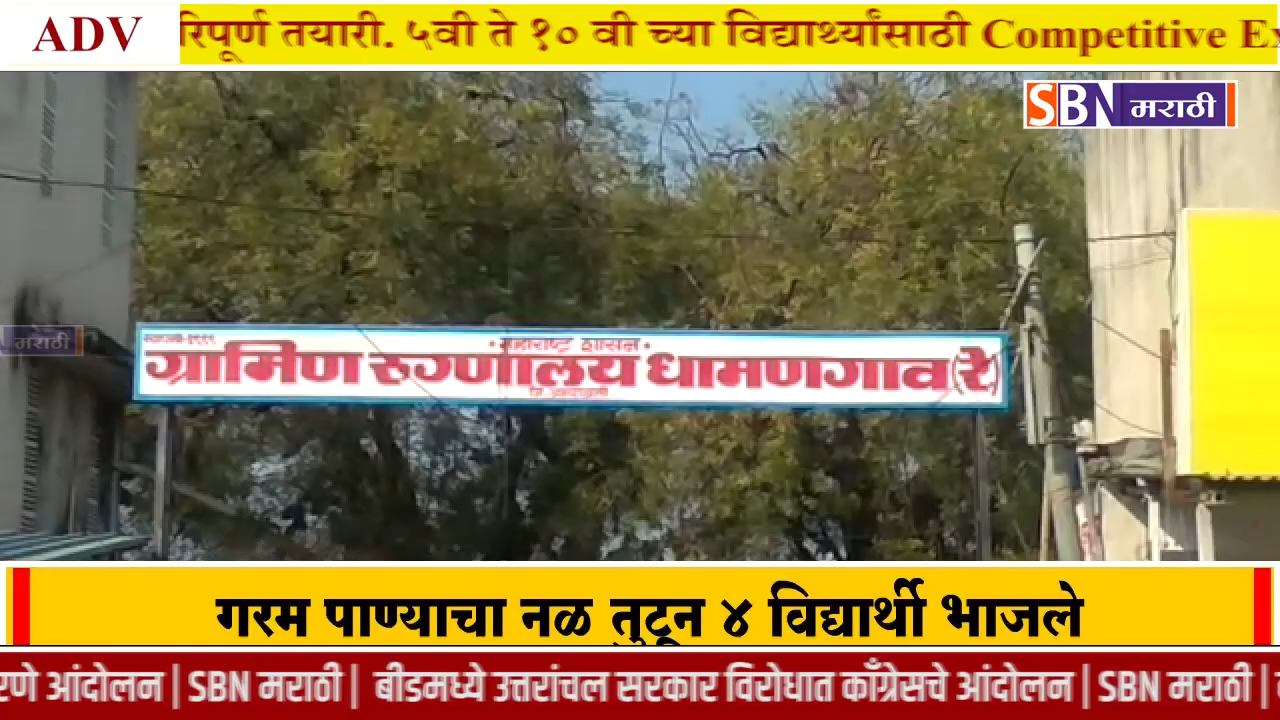 ADV रिपूर्ण तयारी. ५वी ते १० वी च्या विद्यार्थ्यांसाठी Competitive Ex
SBN मराठी
मराठी
महाराष्ट्र शासन
ग्रामिण रुग्णालय धामणगाव (रे.)
गरम पाण्याचा नळ तुटून ४ विद्यार्थी भाजले
रणे आंदोलन | SBN मराठी | बीडमध्ये उत्तरांचल सरकार विरोधात काँग्रेसचे आंदोलन | SBN मराठी |